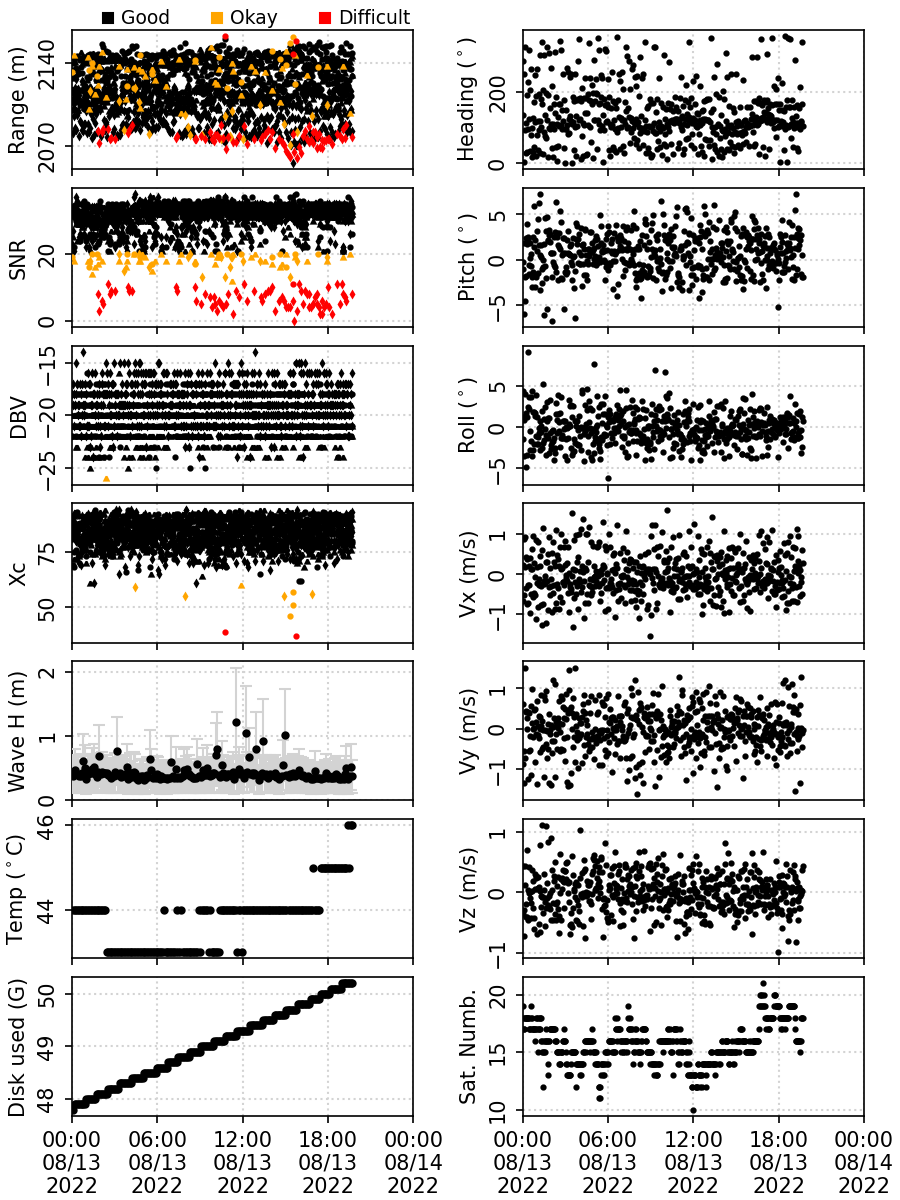 Good Okay Difficult
Range (m)
2140
2070
Heading (°)
200
0
SNR
20
0
Pitch (°)
5
0
−5
DBV
−15
−20
−25
Roll (°)
5
0
−5
Xc
75
50
Vx (m/s)
1
0
−1
Wave H (m)
2
1
0
Vy (m/s)
1
0
−1
Temp (°C)
46
44
Vz (m/s)
1
0
−1
Disk used (G)
50
49
48
Sat. Numb.
20
15
10
00:00 06:00 12:00 18:00 00:00
08/13 08/13 08/13 08/13 08/14
2022 2022 2022 2022 2022
00:00 06:00 12:00 18:00 00:00
08/13 08/13 08/13 08/13 08/14
2022 2022 2022 2022 2022